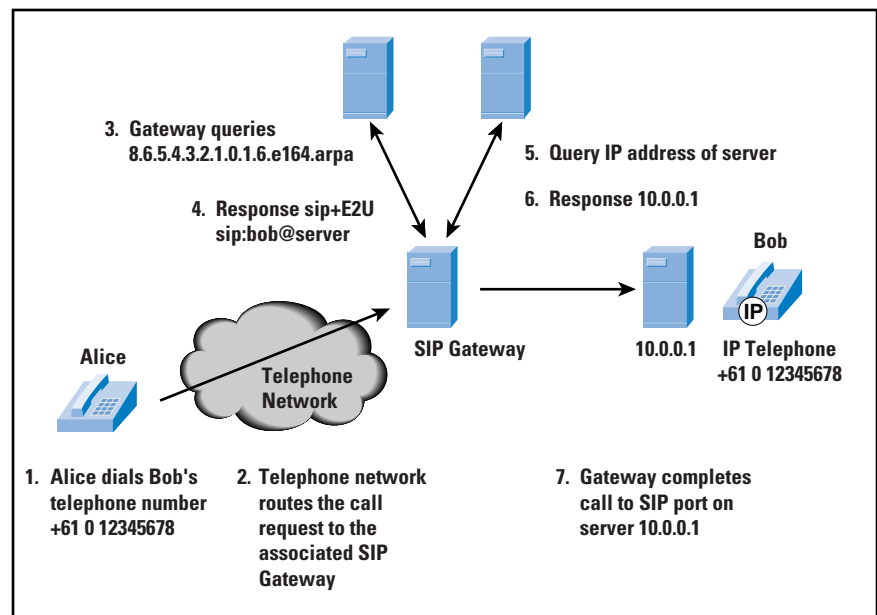 3. Gateway queries
8.6.5.4.3.2.1.0.1.6.e164.arpa
5. Query IP address of server
4. Response sip+E2U
sip:bob@server
6. Response 10.0.0.1
Bob
IP
Alice
SIP Gateway
10.0.0.1
IP Telephone
+61 0 12345678
Telephone
Network
1. Alice dials Bob's
telephone number
+61 0 12345678
2. Telephone network
routes the call
request to the
associated SIP
Gateway
7. Gateway completes
call to SIP port on
server 10.0.0.1